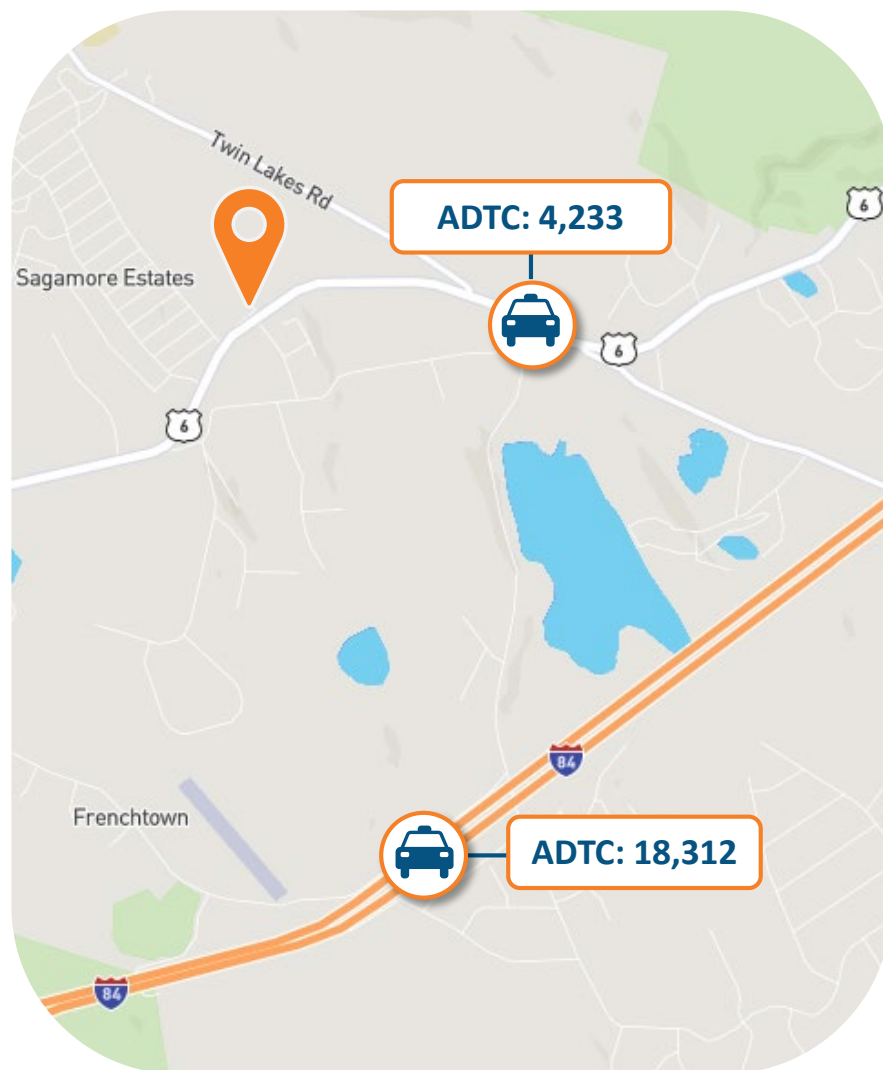 Twin Lakes Rd
ADTC: 4,233
6
Sagamore Estates
6
6
84
Frenchtown
ADTC: 18,312
84